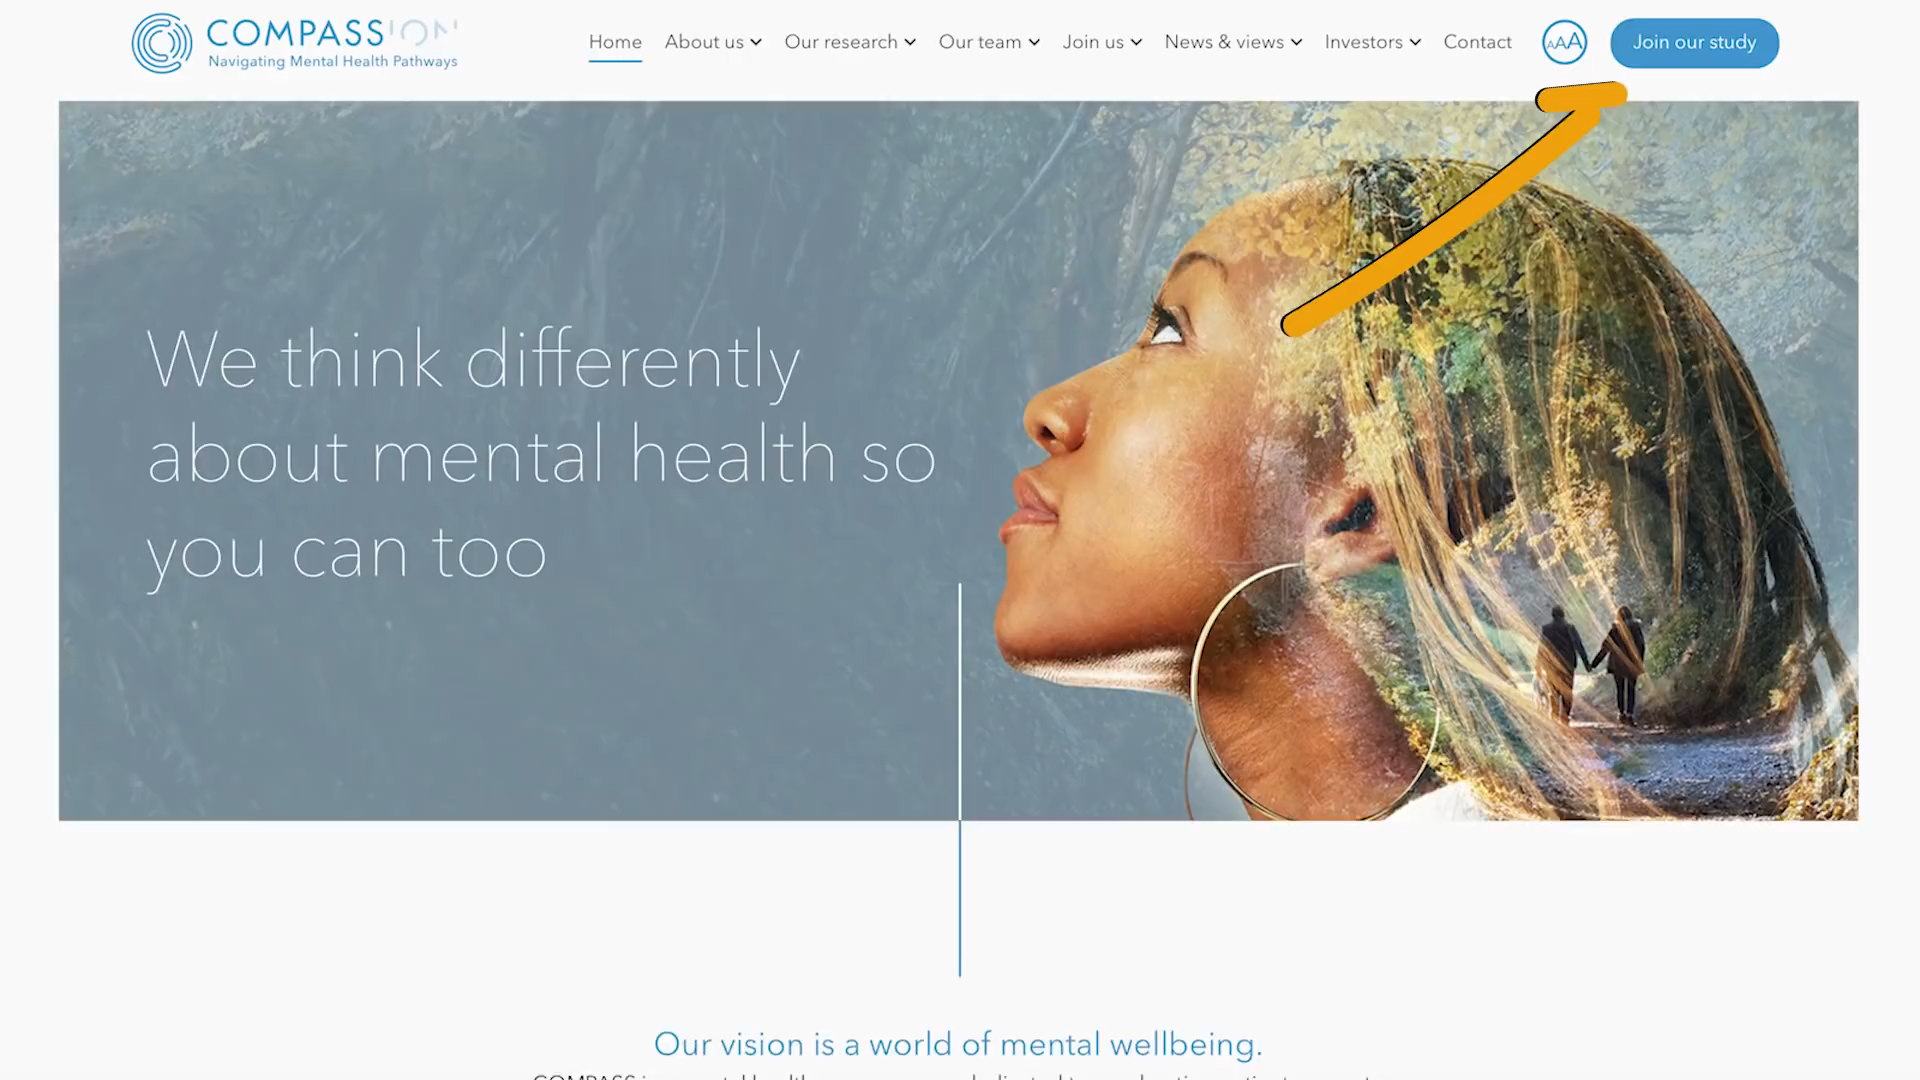 COMPASSION
Navigating Mental Health Pathways
Home About us Our research Our team Join us News & views Investors Contact AAA Join our study
We think differently
about mental health so
you can too
Our vision is a world of mental wellbeing.
COMPASS